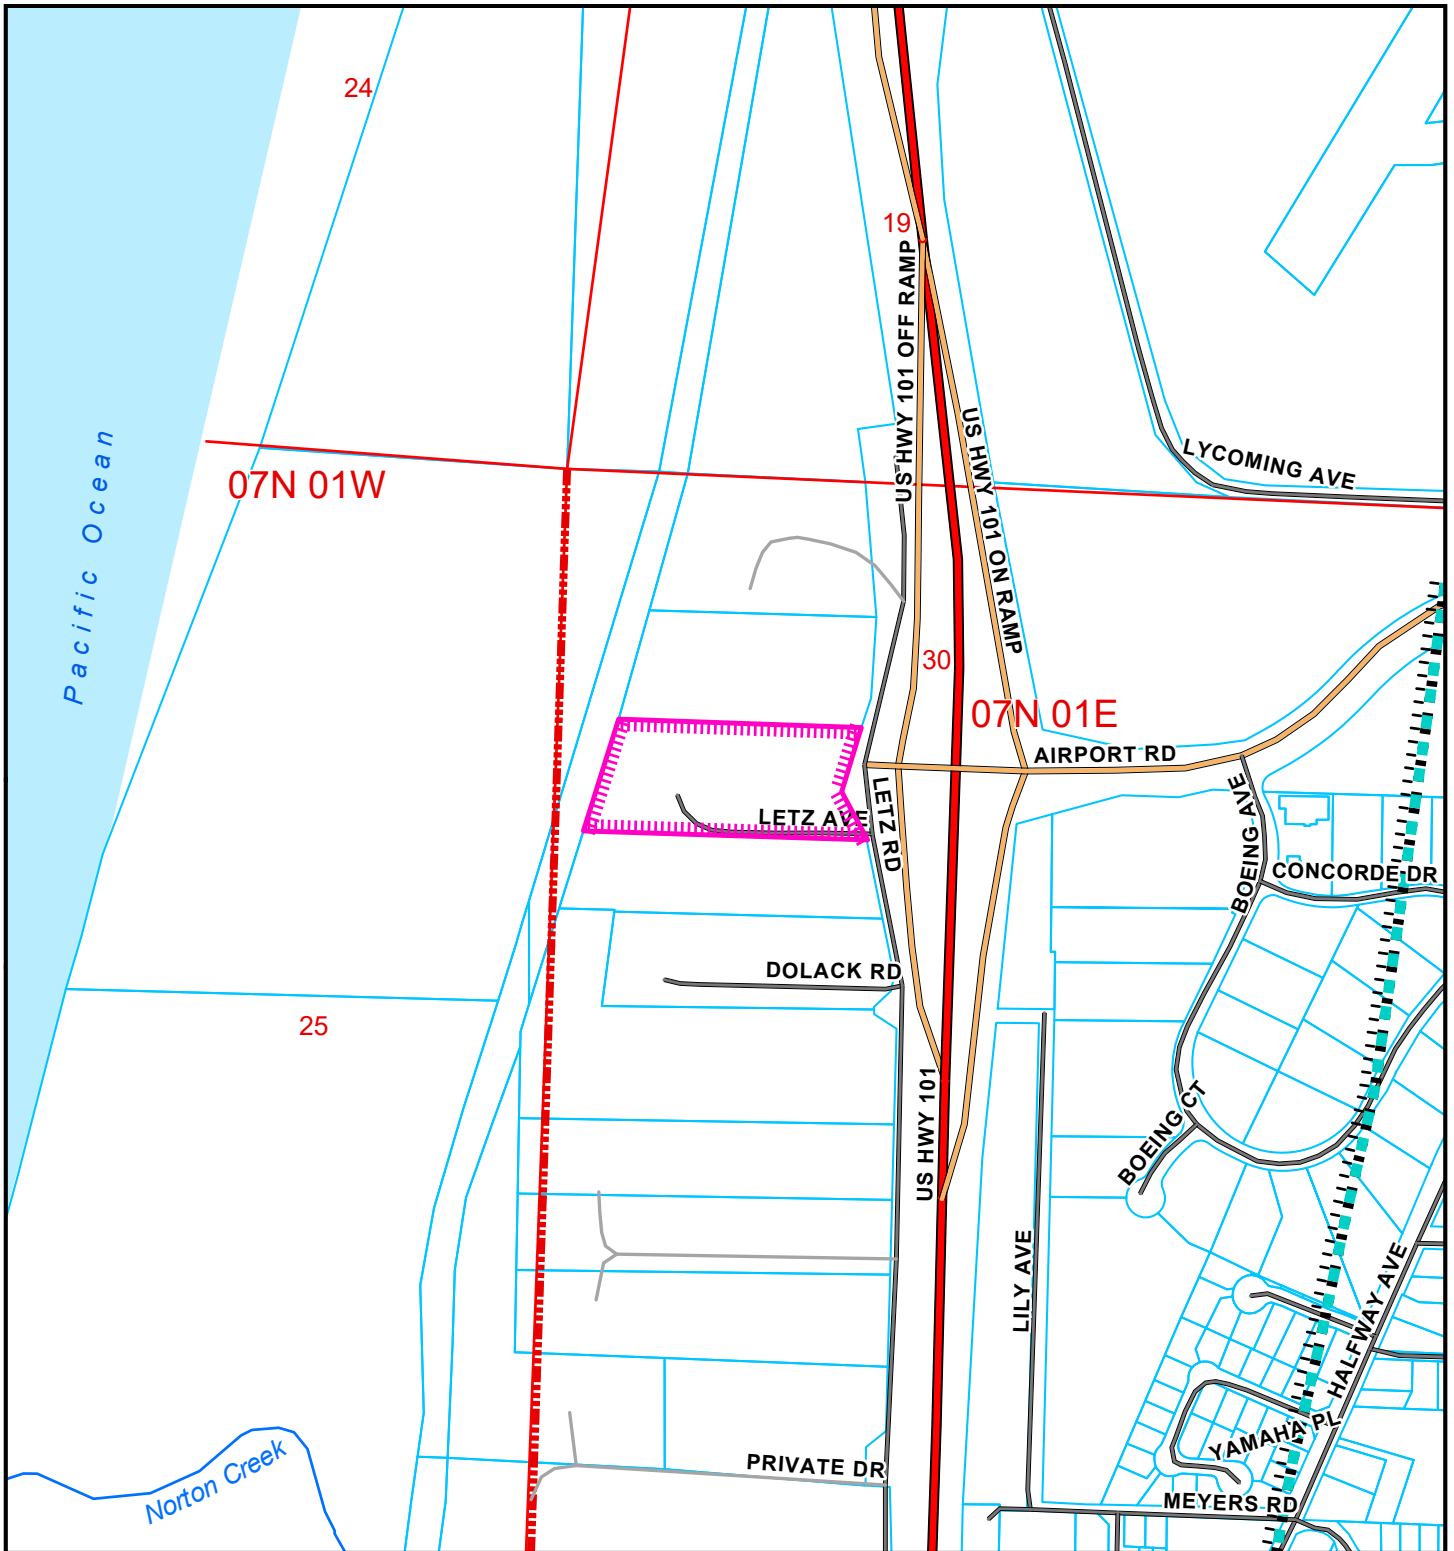 24
19
US HWY 101 OFF RAMP
US HWY 101 ON RAMP
LYCOMING AVE
07N 01W
Pacific Ocean
30
07N 01E
AIRPORT RD
LETZ AVE
LETZ RD
BOEING AVE
CONCORDE DR
DOLACK RD
25
US HWY 101
BOEING CT
LILY AVE
HALFWAY AVE
YAMAHA PL
Norton Creek
PRIVATE DR
MEYERS RD